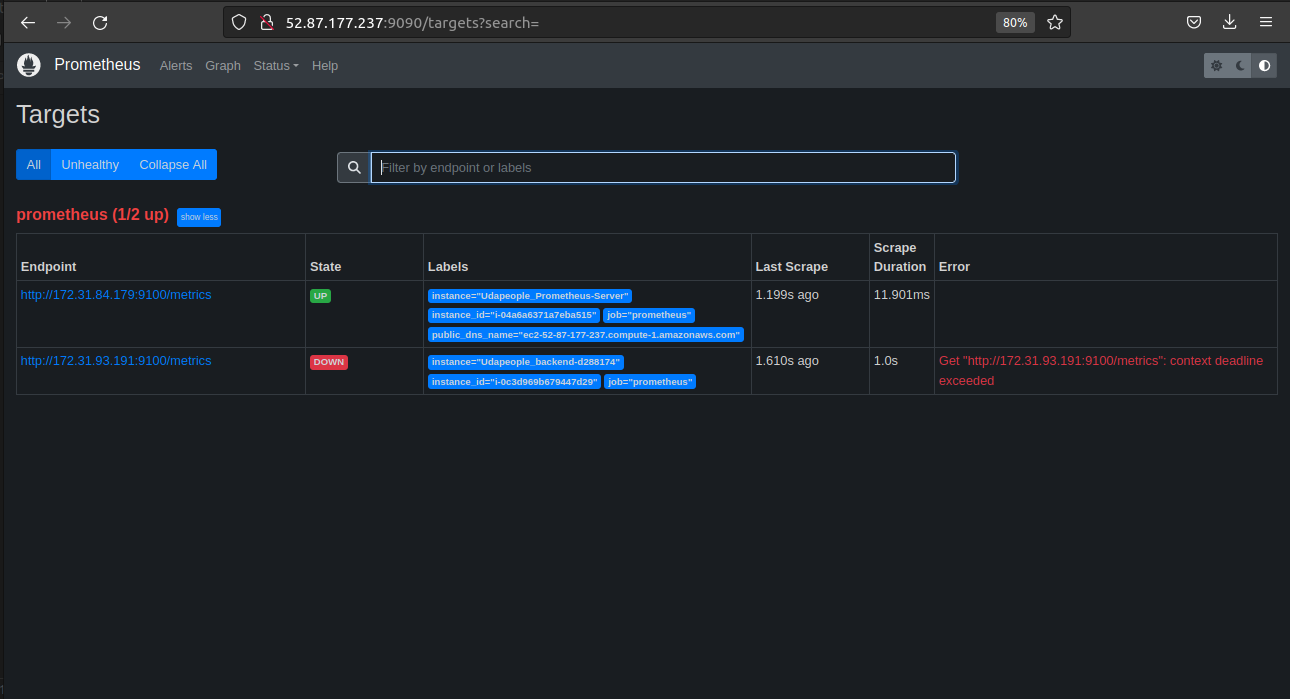 52.87.177.237:9090/targets?search=
80%
Prometheus Alerts Graph Status Help
Targets
All Unhealthy Collapse All
Filter by endpoint or labels
prometheus (1/2 up) show less
Endpoint State Labels Last Scrape Scrape Duration Error
http://172.31.84.179:9100/metrics UP instance="Udapeople_Prometheus-Server" 1.199s ago 11.901ms
instance_id="i-04a6a6371a7eba515" job="prometheus"
public_dns_name="ec2-52-87-177-237.compute-1.amazonaws.com"
http://172.31.93.191:9100/metrics DOWN instance="Udapeople_backend-d288174" 1.610s ago 1.0s Get "http://172.31.93.191:9100/metrics": context deadline
instance_id="i-0c3d969b679447d29" job="prometheus" exceeded